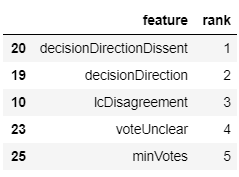 feature rank
20 decisionDirectionDissent 1
19 decisionDirection 2
10 lcDisagreement 3
23 voteUnclear 4
25 minVotes 5